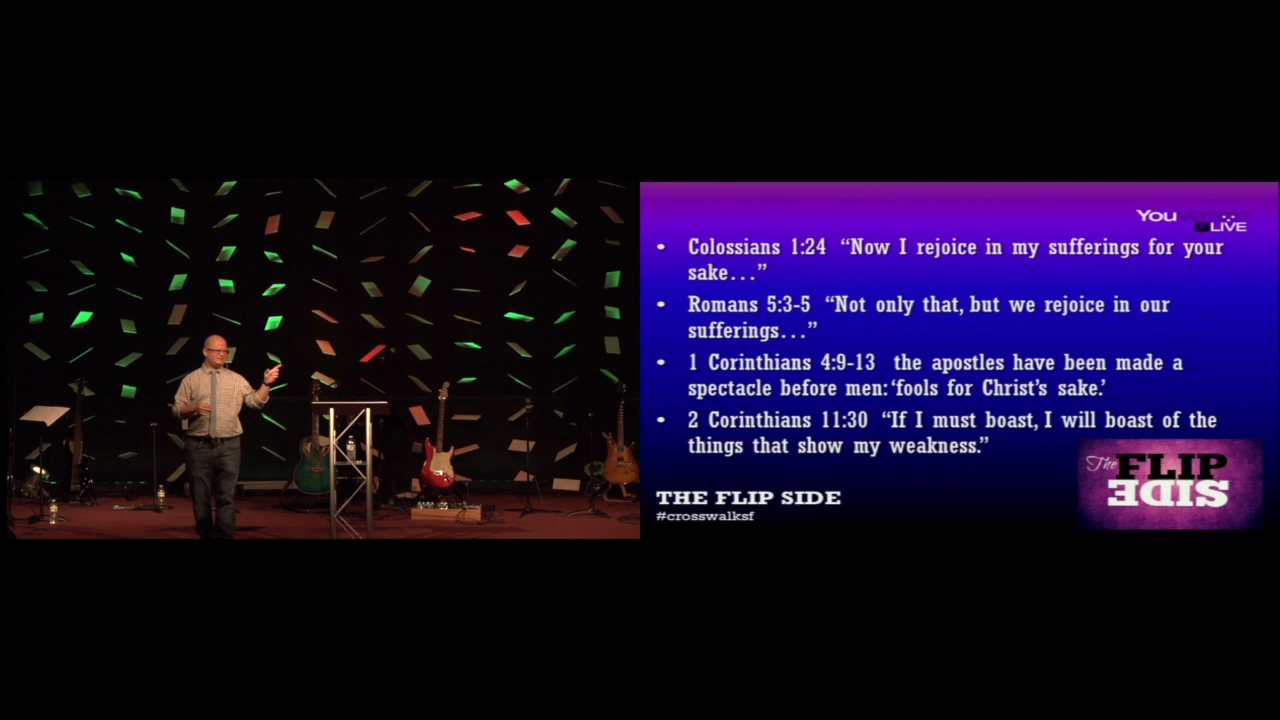 You
LIVE
• Colossians 1:24 “Now I rejoice in my sufferings for your
sake...”
• Romans 5:3-5 “Not only that, but we rejoice in our
sufferings...”
• 1 Corinthians 4:9-13 the apostles have been made a
spectacle before men: ‘fools for Christ’s sake.’
• 2 Corinthians 11:30 “If I must boast, I will boast of the
things that show my weakness.”
The FLIP
SIDE
THE FLIP SIDE
#crosswalksf